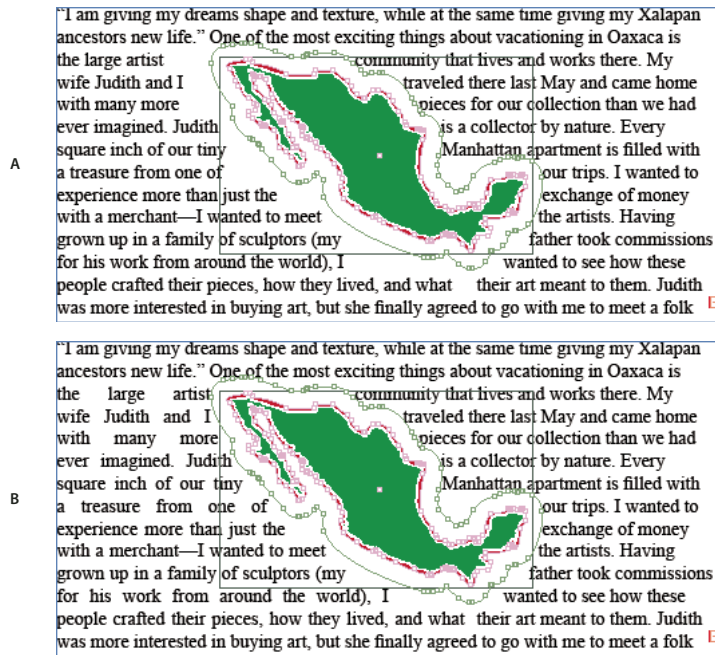 “I am giving my dreams shape and texture, while at the same time giving my Xalapan
ancestors new life.” One of the most exciting things about vacationing in Oaxaca is
the large artist community that lives and works there. My
wife Judith and I traveled there last May and came home
with many more pieces for our collection than we had
ever imagined. Judith is a collector by nature. Every
A
square inch of our tiny Manhattan apartment is filled with
a treasure from one of our trips. I wanted to
experience more than just the exchange of money
with a merchant—I wanted to meet the artists. Having
grown up in a family of sculptors (my father took commissions
for his work from around the world), I wanted to see how these
people crafted their pieces, how they lived, and what their art meant to them. Judith
was more interested in buying art, but she finally agreed to go with me to meet a folk
“I am giving my dreams shape and texture, while at the same time giving my Xalapan
ancestors new life.” One of the most exciting things about vacationing in Oaxaca is
the large artist community that lives and works there. My
wife Judith and I traveled there last May and came home
with many more pieces for our collection than we had
ever imagined. Judith is a collector by nature. Every
square inch of our tiny Manhattan apartment is filled with
B
a treasure from one of our trips. I wanted to
experience more than just the exchange of money
with a merchant—I wanted to meet the artists. Having
grown up in a family of sculptors (my father took commissions
for his work from around the world), I wanted to see how these
people crafted their pieces, how they lived, and what their art meant to them. Judith
was more interested in buying art, but she finally agreed to go with me to meet a folk